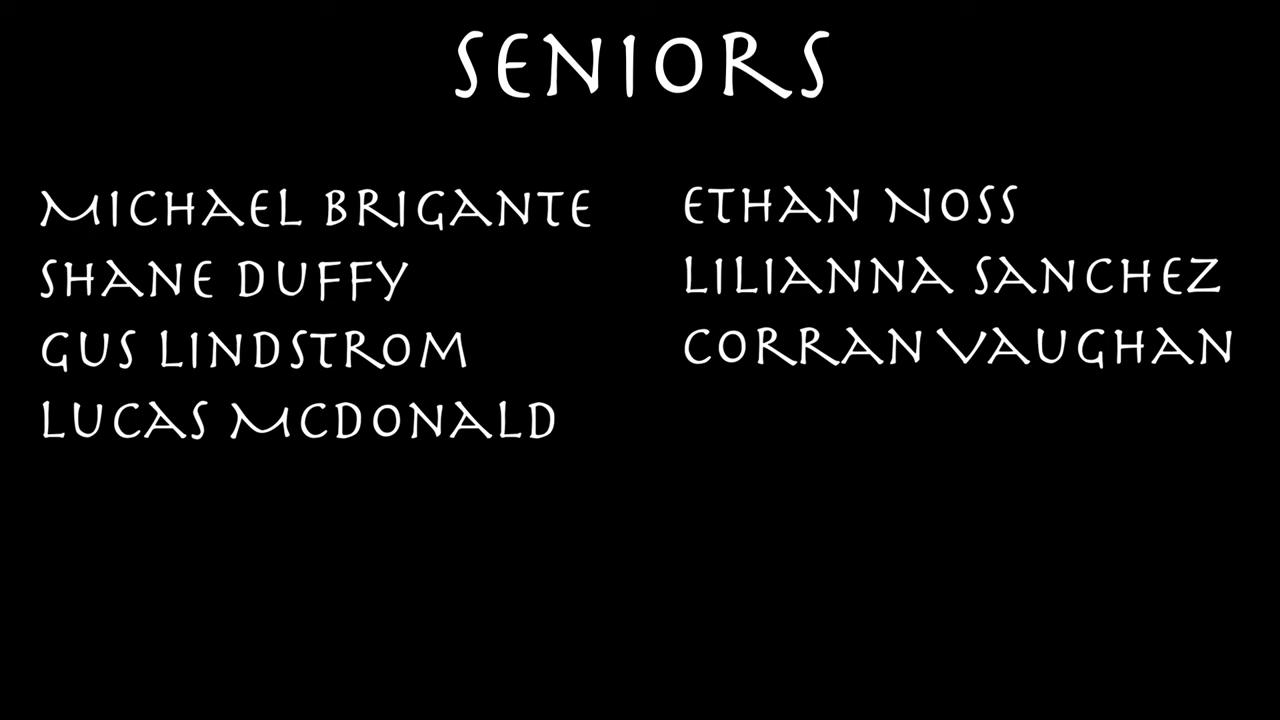 SENIORS
MICHAEL BRIGANTE
SHANE DUFFY
GUS LINDSTROM
LUCAS MCDONALD
ETHAN NOSS
LILIANNA SANCHEZ
CORRAN VAUGHAN